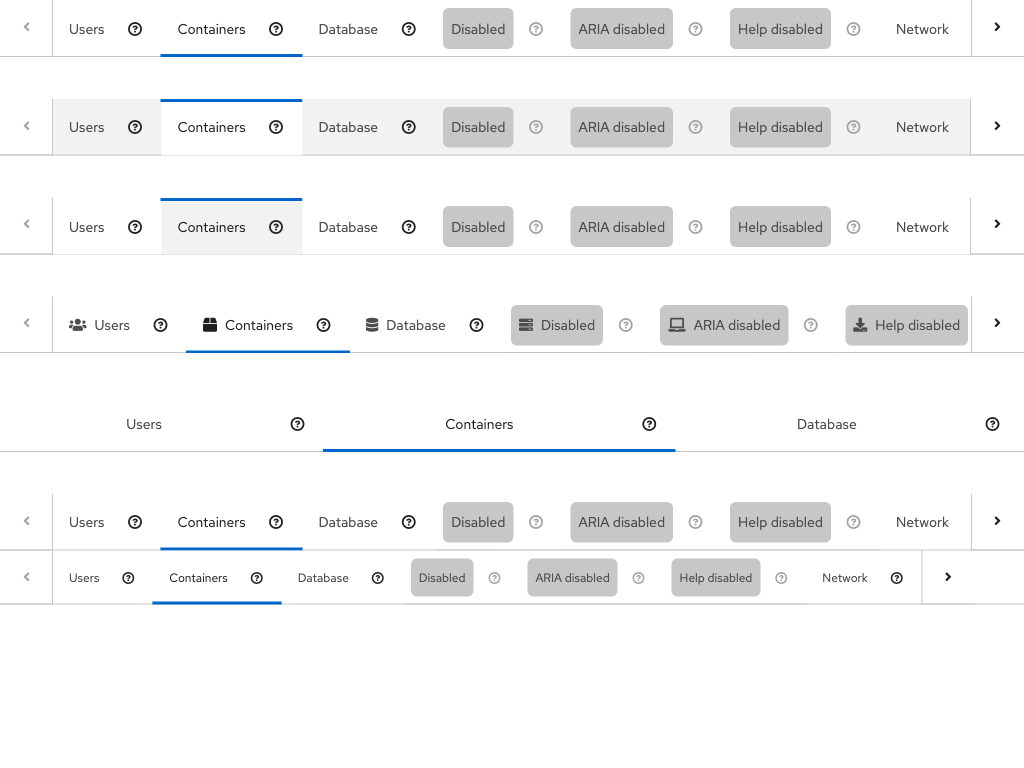 Users Containers Database Disabled ARIA disabled Help disabled Network
Users Containers Database Disabled ARIA disabled Help disabled Network
Users Containers Database Disabled ARIA disabled Help disabled Network
Users Containers Database Disabled ARIA disabled Help disabled
Users Containers Database
Users Containers Database Disabled ARIA disabled Help disabled Network
Users Containers Database Disabled ARIA disabled Help disabled Network